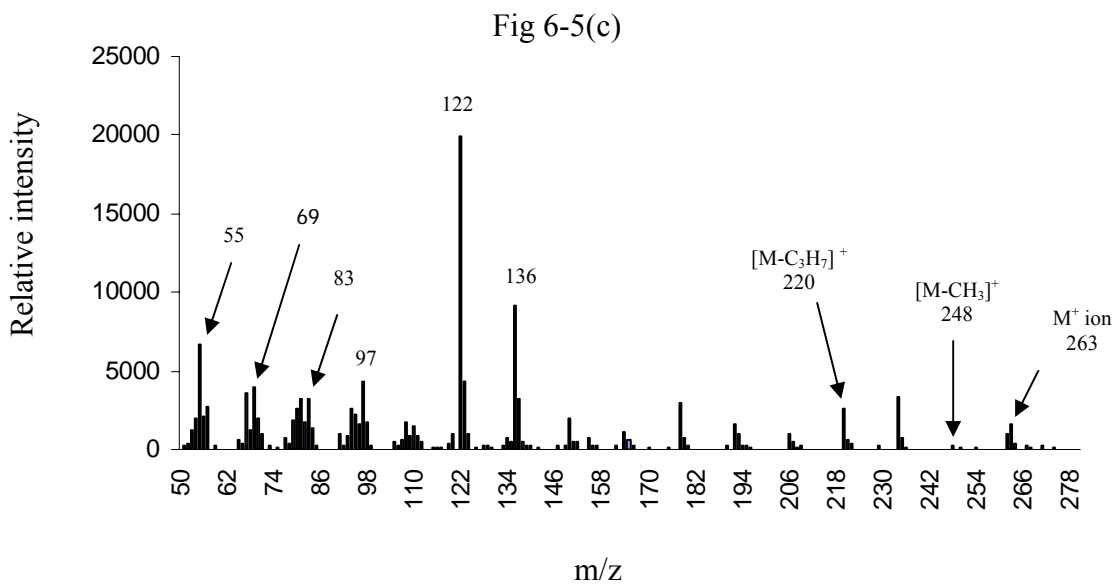 Fig 6-5(c)
Relative intensity
25000
20000
15000
10000
5000
0
55
69
83
97
122
136
[M-C₃H₇] ⁺
220
[M-CH₃]⁺
248
M⁺ ion
263
50 62 74 86 98 110 122 134 146 158 170 182 194 206 218 230 242 254 266 278
m/z